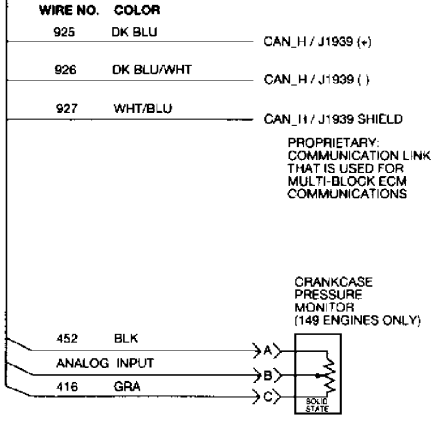 WIRE NO. COLOR
925 DK BLU
CAN_H / J1939 (+)
926 DK BLU/WHT
CAN_H / J1939 ( )
927 WHT/BLU
CAN_H / J1939 SHIELD
PROPRIETARY:
COMMUNICATION LINK
THAT IS USED FOR
MULTI-BLOCK ECM
COMMUNICATIONS
CRANKCASE
PRESSURE
MONITOR
(149 ENGINES ONLY)
452 BLK
A
ANALOG INPUT
B
416 GRA
C
SOLID
STATE